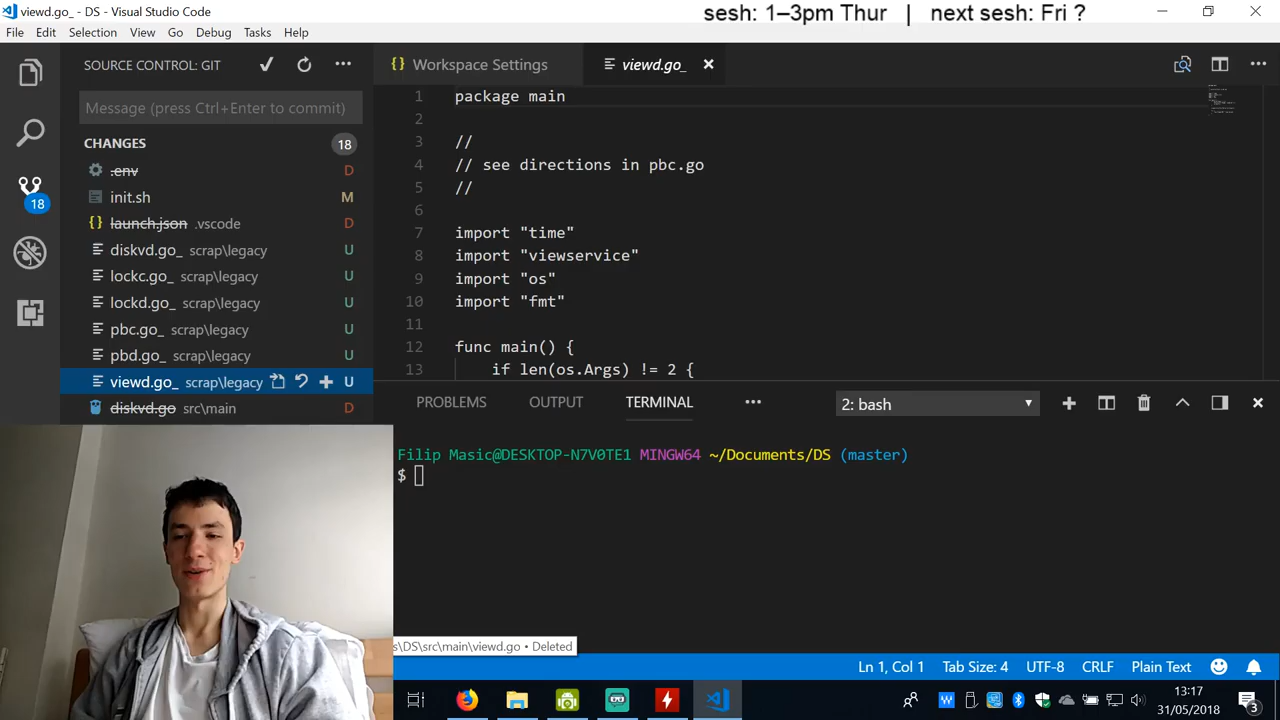 viewd.go_ - DS - Visual Studio Code
sesh: 1–3pm Thur | next sesh: Fri ?
File Edit Selection View Go Debug Tasks Help
SOURCE CONTROL: GIT
Workspace Settings
viewd.go_
Message (press Ctrl+Enter to commit)
CHANGES 18
.env D
init.sh M
18
launch.json .vscode D
diskvd.go_ scrap\legacy U
lockc.go_ scrap\legacy U
lockd.go_ scrap\legacy U
pbc.go_ scrap\legacy U
pbd.go_ scrap\legacy U
viewd.go_ scrap\legacy U
diskvd.go src\main D
1 package main
2
3 //
4 // see directions in pbc.go
5 //
6
7 import "time"
8 import "viewservice"
9 import "os"
10 import "fmt"
11
12 func main() {
13 if len(os.Args) != 2 {
PROBLEMS OUTPUT TERMINAL 2: bash
Filip Masic@DESKTOP-N7V0TE1 MINGW64 ~/Documents/DS (master)
$
s\DS\src\main\viewd.go • Deleted
Ln 1, Col 1 Tab Size: 4 UTF-8 CRLF Plain Text
13:17
31/05/2018
3